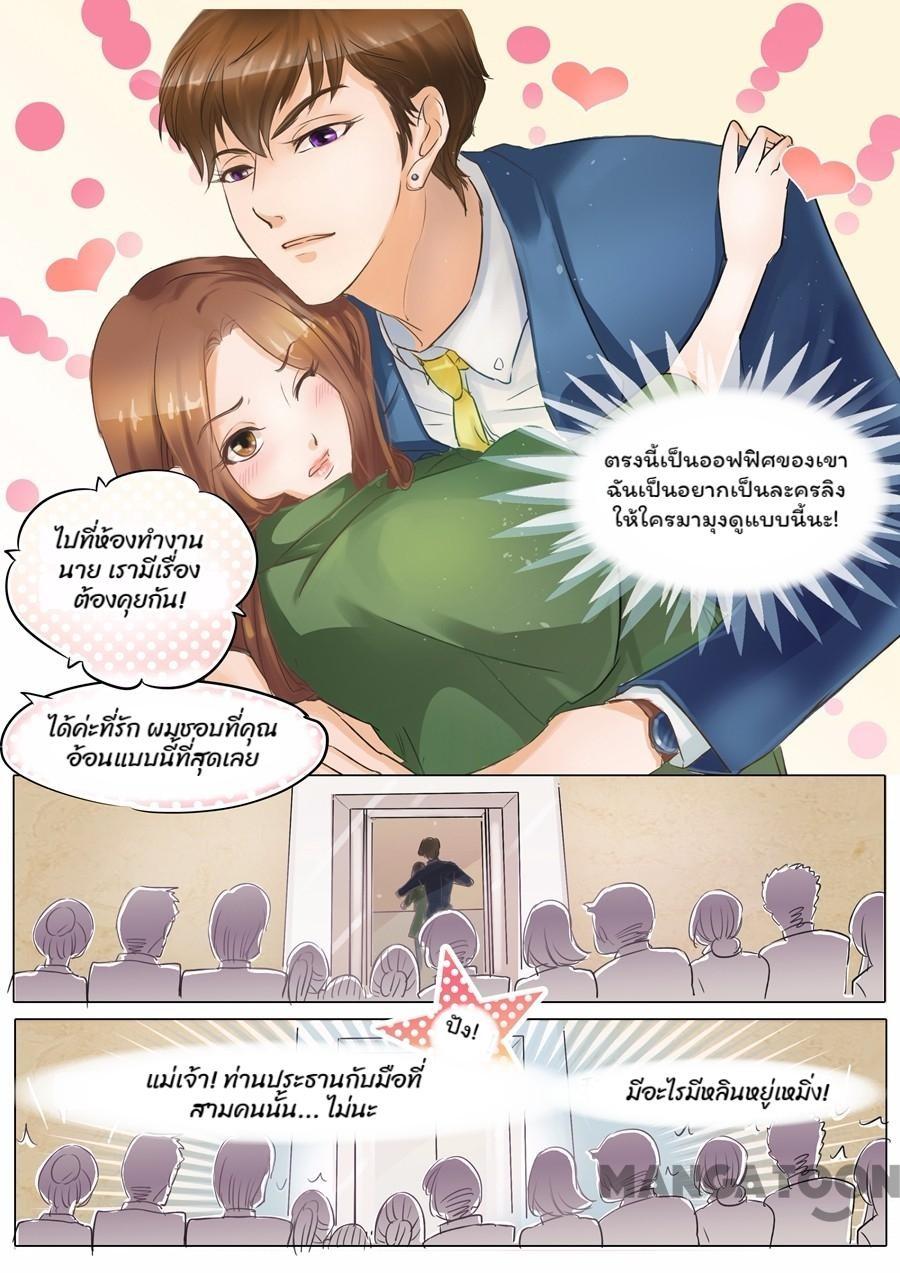 ตรงนี้เป็นออฟฟิศของเขา
ฉันเป็นอยากเป็นละครลิง
ให้ใครมามุงดูแบบนี้นะ!
ไปที่ห้องทำงาน
นาย เรามีเรื่อง
ต้องคุยกัน!
ได้ค่ะที่รัก ผมชอบที่คุณ
อ้อนแบบนี้ที่สุดเลย
ปัง!
แม่เจ้า! ท่านประธานกับมือที่
สามคนนั้น... ไม่นะ
มีอะไรมีหลินหยู่เหมิ่ง!
MANGATOON